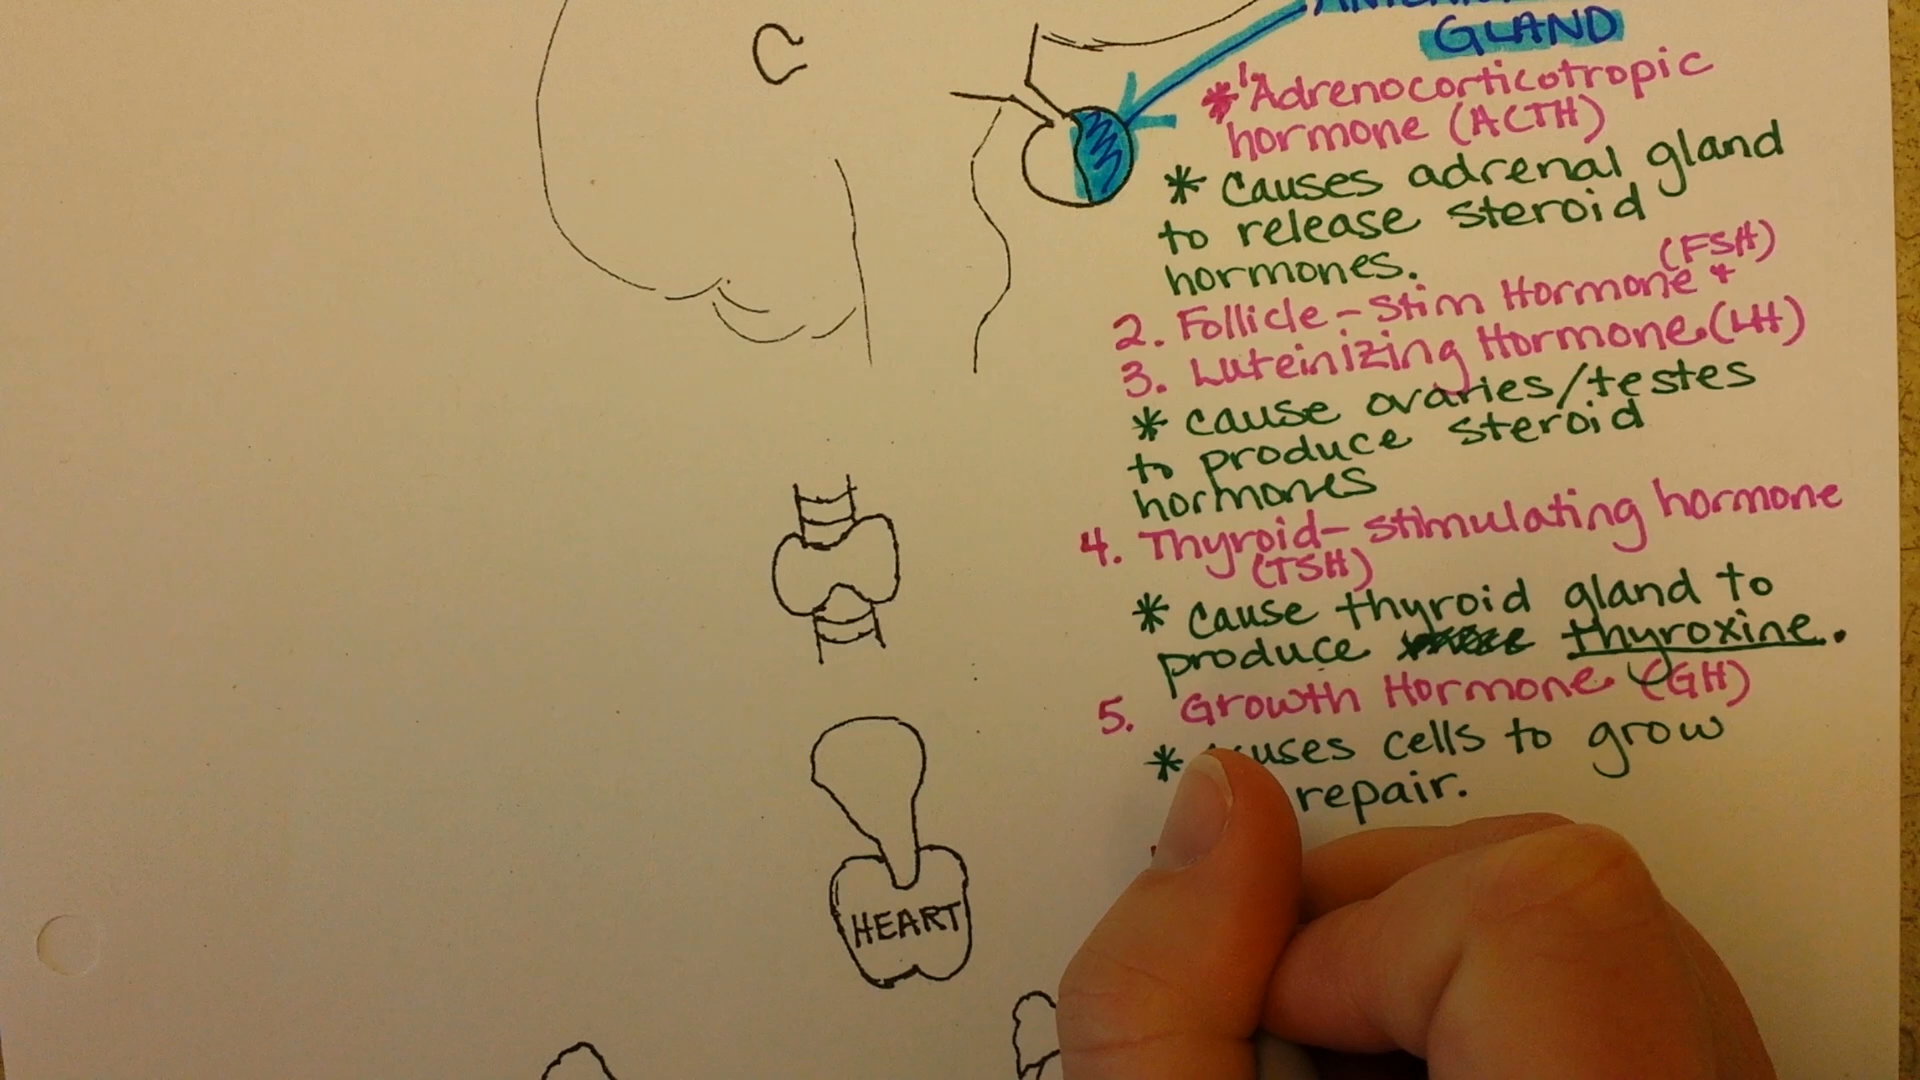 C
GLAND
* 1. Adrenocorticotropic
hormone (ACTH)
* causes adrenal gland
to release steroid
hormones.
(FSH)
2. Follicle-Stim Hormone +
3. Luteinizing Hormone (LH)
* cause ovaries/testes
to produce steroid
hormones
4. Thyroid-stimulating hormone
(TSH)
* cause thyroid gland to
produce thyroxine.
5. Growth Hormone (GH)
* causes cells to grow
repair.
HEART